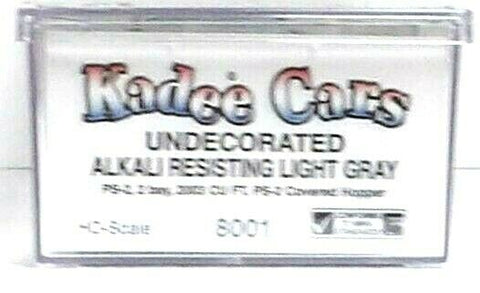 Kadee Cars
UNDECORATED
ALKALI RESISTING LIGHT GRAY
PS-2, 2 bay, 2003 CU FT, PS-2 Covered Hopper
HO-Scale 8001